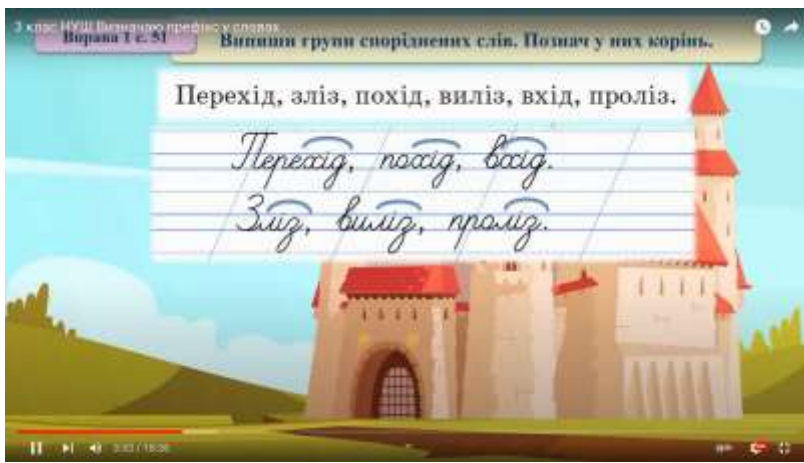 3 клас НУШ Визначаю префікс у словах
Вправа 1 с. 51
Випиши групи споріднених слів. Познач у них корінь.
Перехід, зліз, похід, виліз, вхід, проліз.
Перехід, похід, вхід.
Зліз, виліз, проліз.